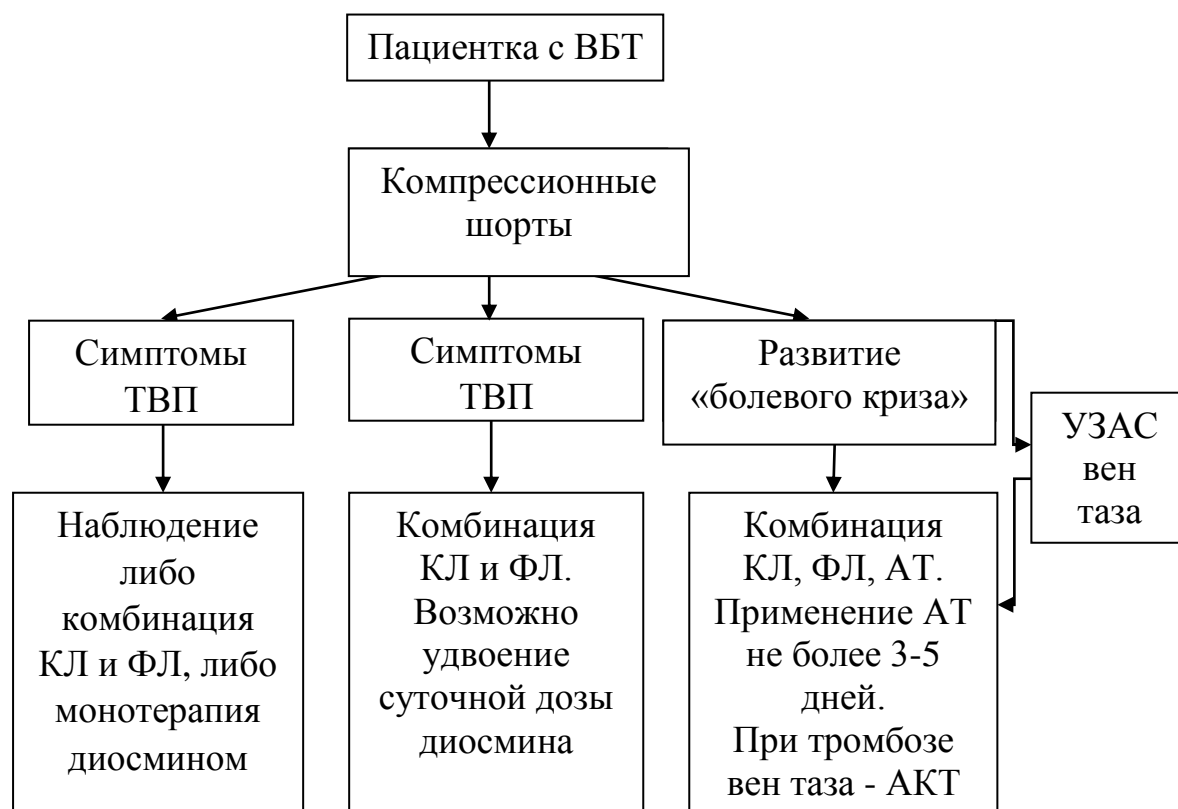 Пациентка с ВБТ
Компрессионные
шорты
Симптомы
ТВП
Симптомы
ТВП
Развитие
«болевого криза»
УЗАС
вен
таза
Наблюдение
либо
комбинация
КЛ и ФЛ, либо
монотерапия
диосмином
Комбинация
КЛ и ФЛ.
Возможно
удвоение
суточной дозы
диосмина
Комбинация
КЛ, ФЛ, АТ.
Применение АТ
не более 3-5
дней.
При тромбозе
вен таза - АКТ